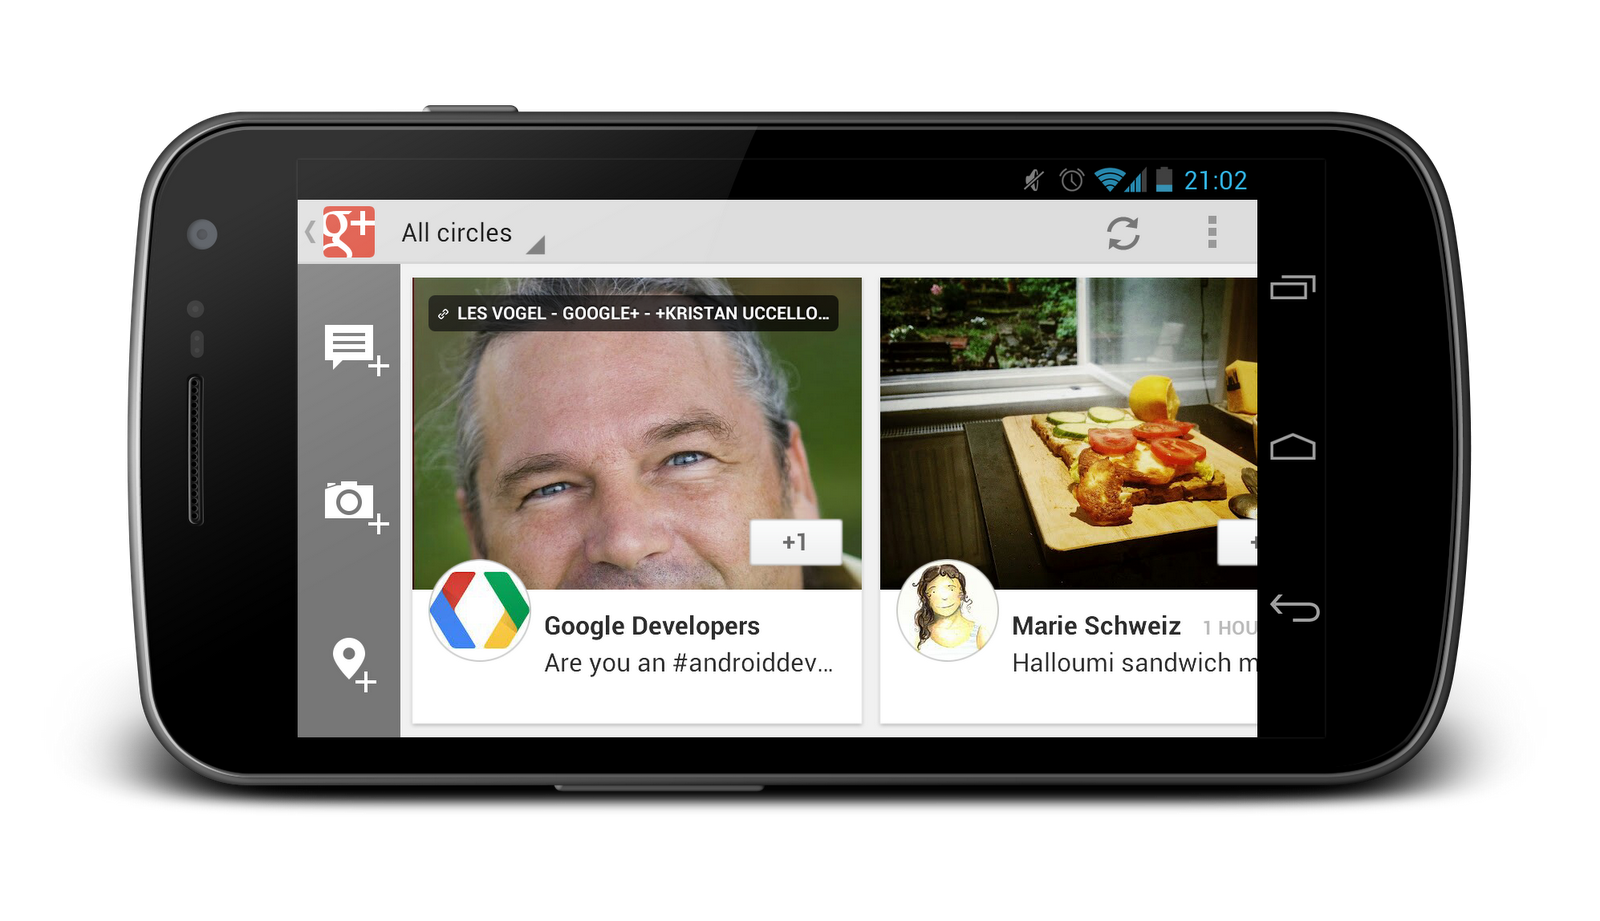 21:02
g+
All circles
LES VOGEL - GOOGLE+ - +KRISTAN UCCELLO...
+1
+
Google Developers
Are you an #androiddev...
Marie Schweiz 1 HOU
Halloumi sandwich m